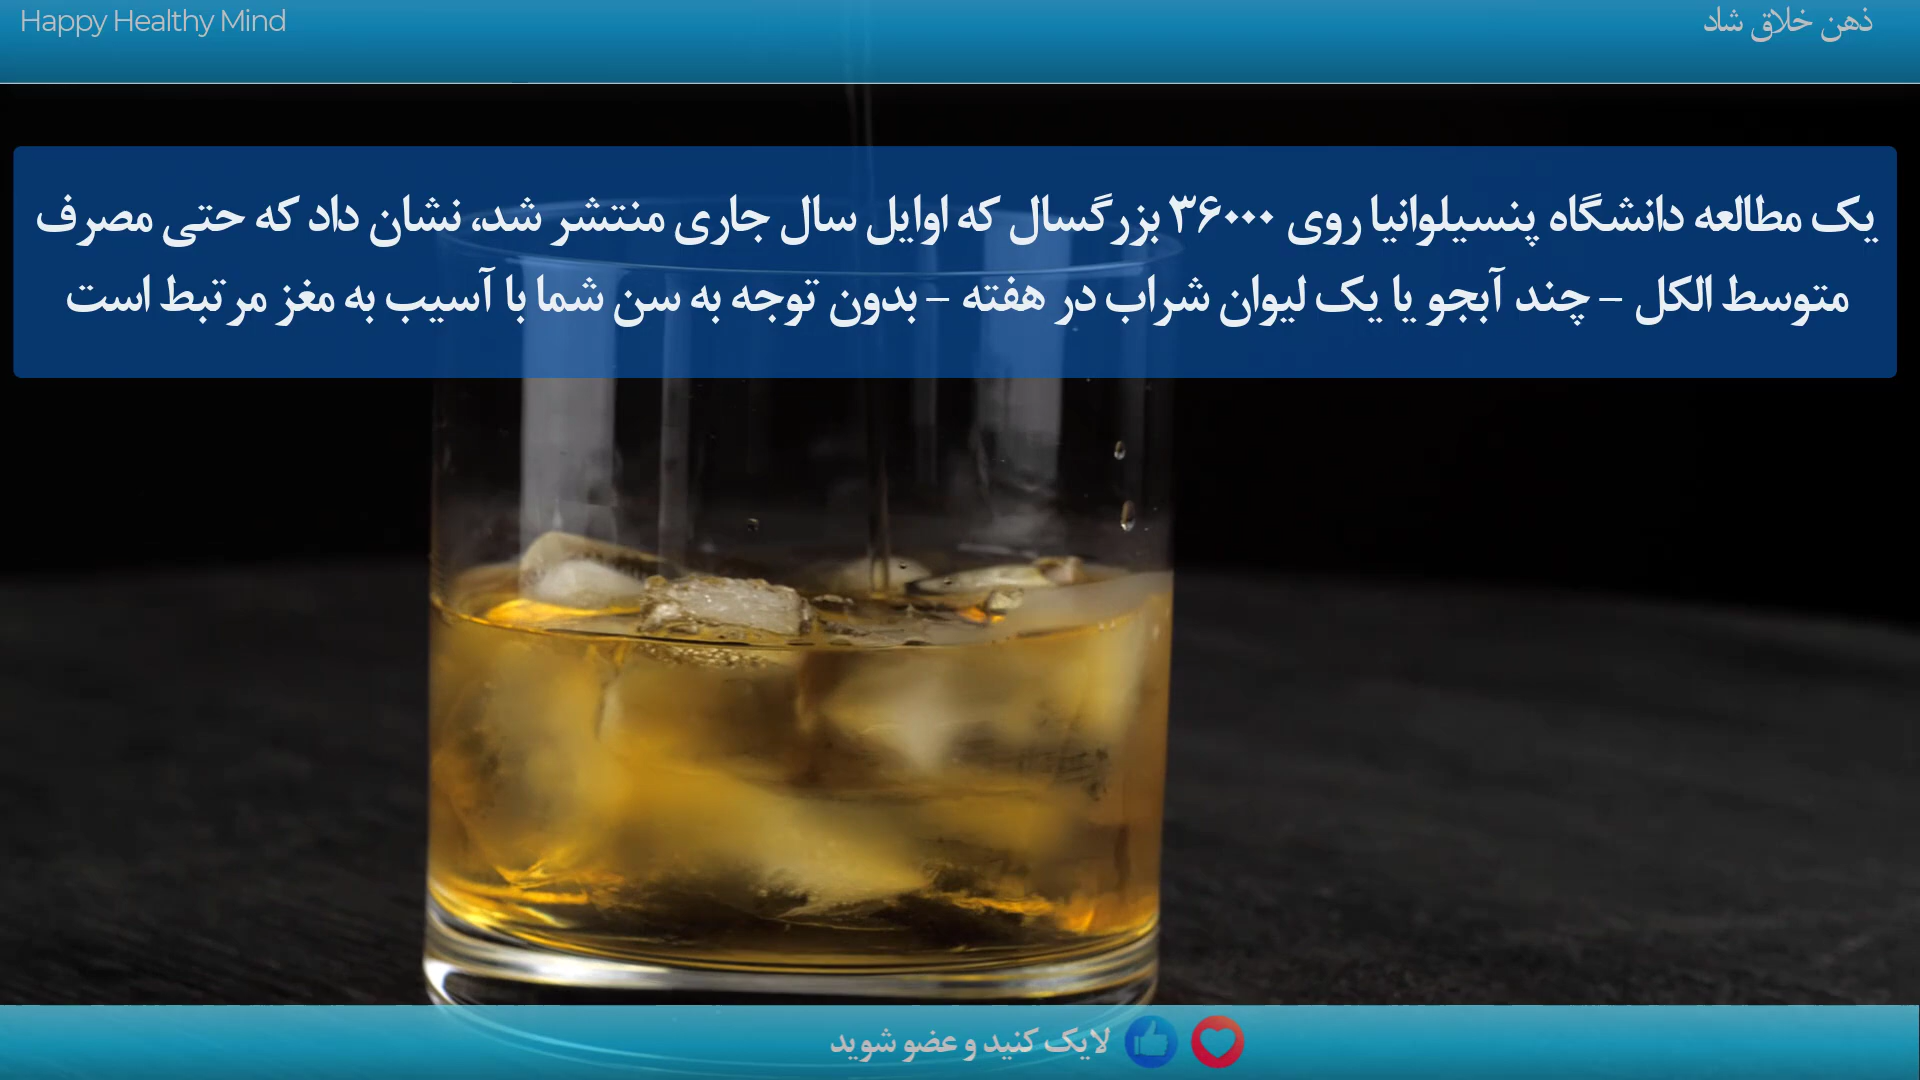 Happy Healthy Mind
ذهن خلاق شاد
یک مطالعه دانشگاه پنسیلوانیا روی ۳۶۰۰۰ بزرگسال که اوایل سال جاری منتشر شد، نشان داد که حتی مصرف
متوسط الکل – چند آبجو یا یک لیوان شراب در هفته – بدون توجه به سن شما با آسیب به مغز مرتبط است
لایک کنید و عضو شوید